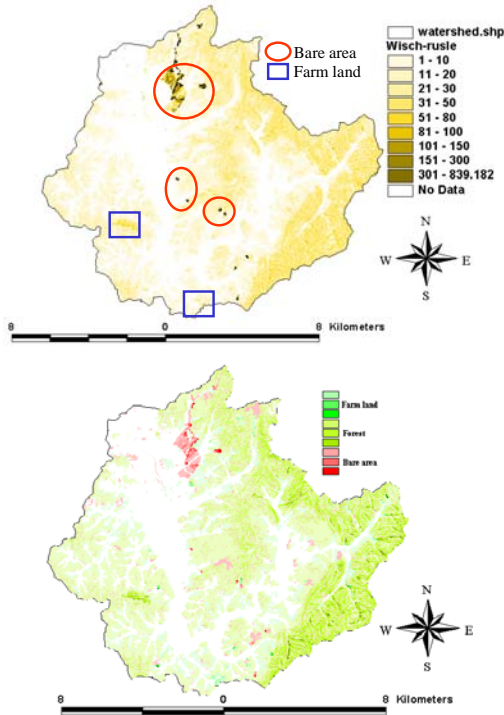 watershed.shp
Wisch-rusle
1 - 10
11 - 20
21 - 30
31 - 50
51 - 80
81 - 100
101 - 150
151 - 300
301 - 839.182
No Data
Bare area
Farm land
N
W E
S
8 0 8 Kilometers
Farm land
Forest
Bare area
N
W E
S
8 0 8 Kilometers